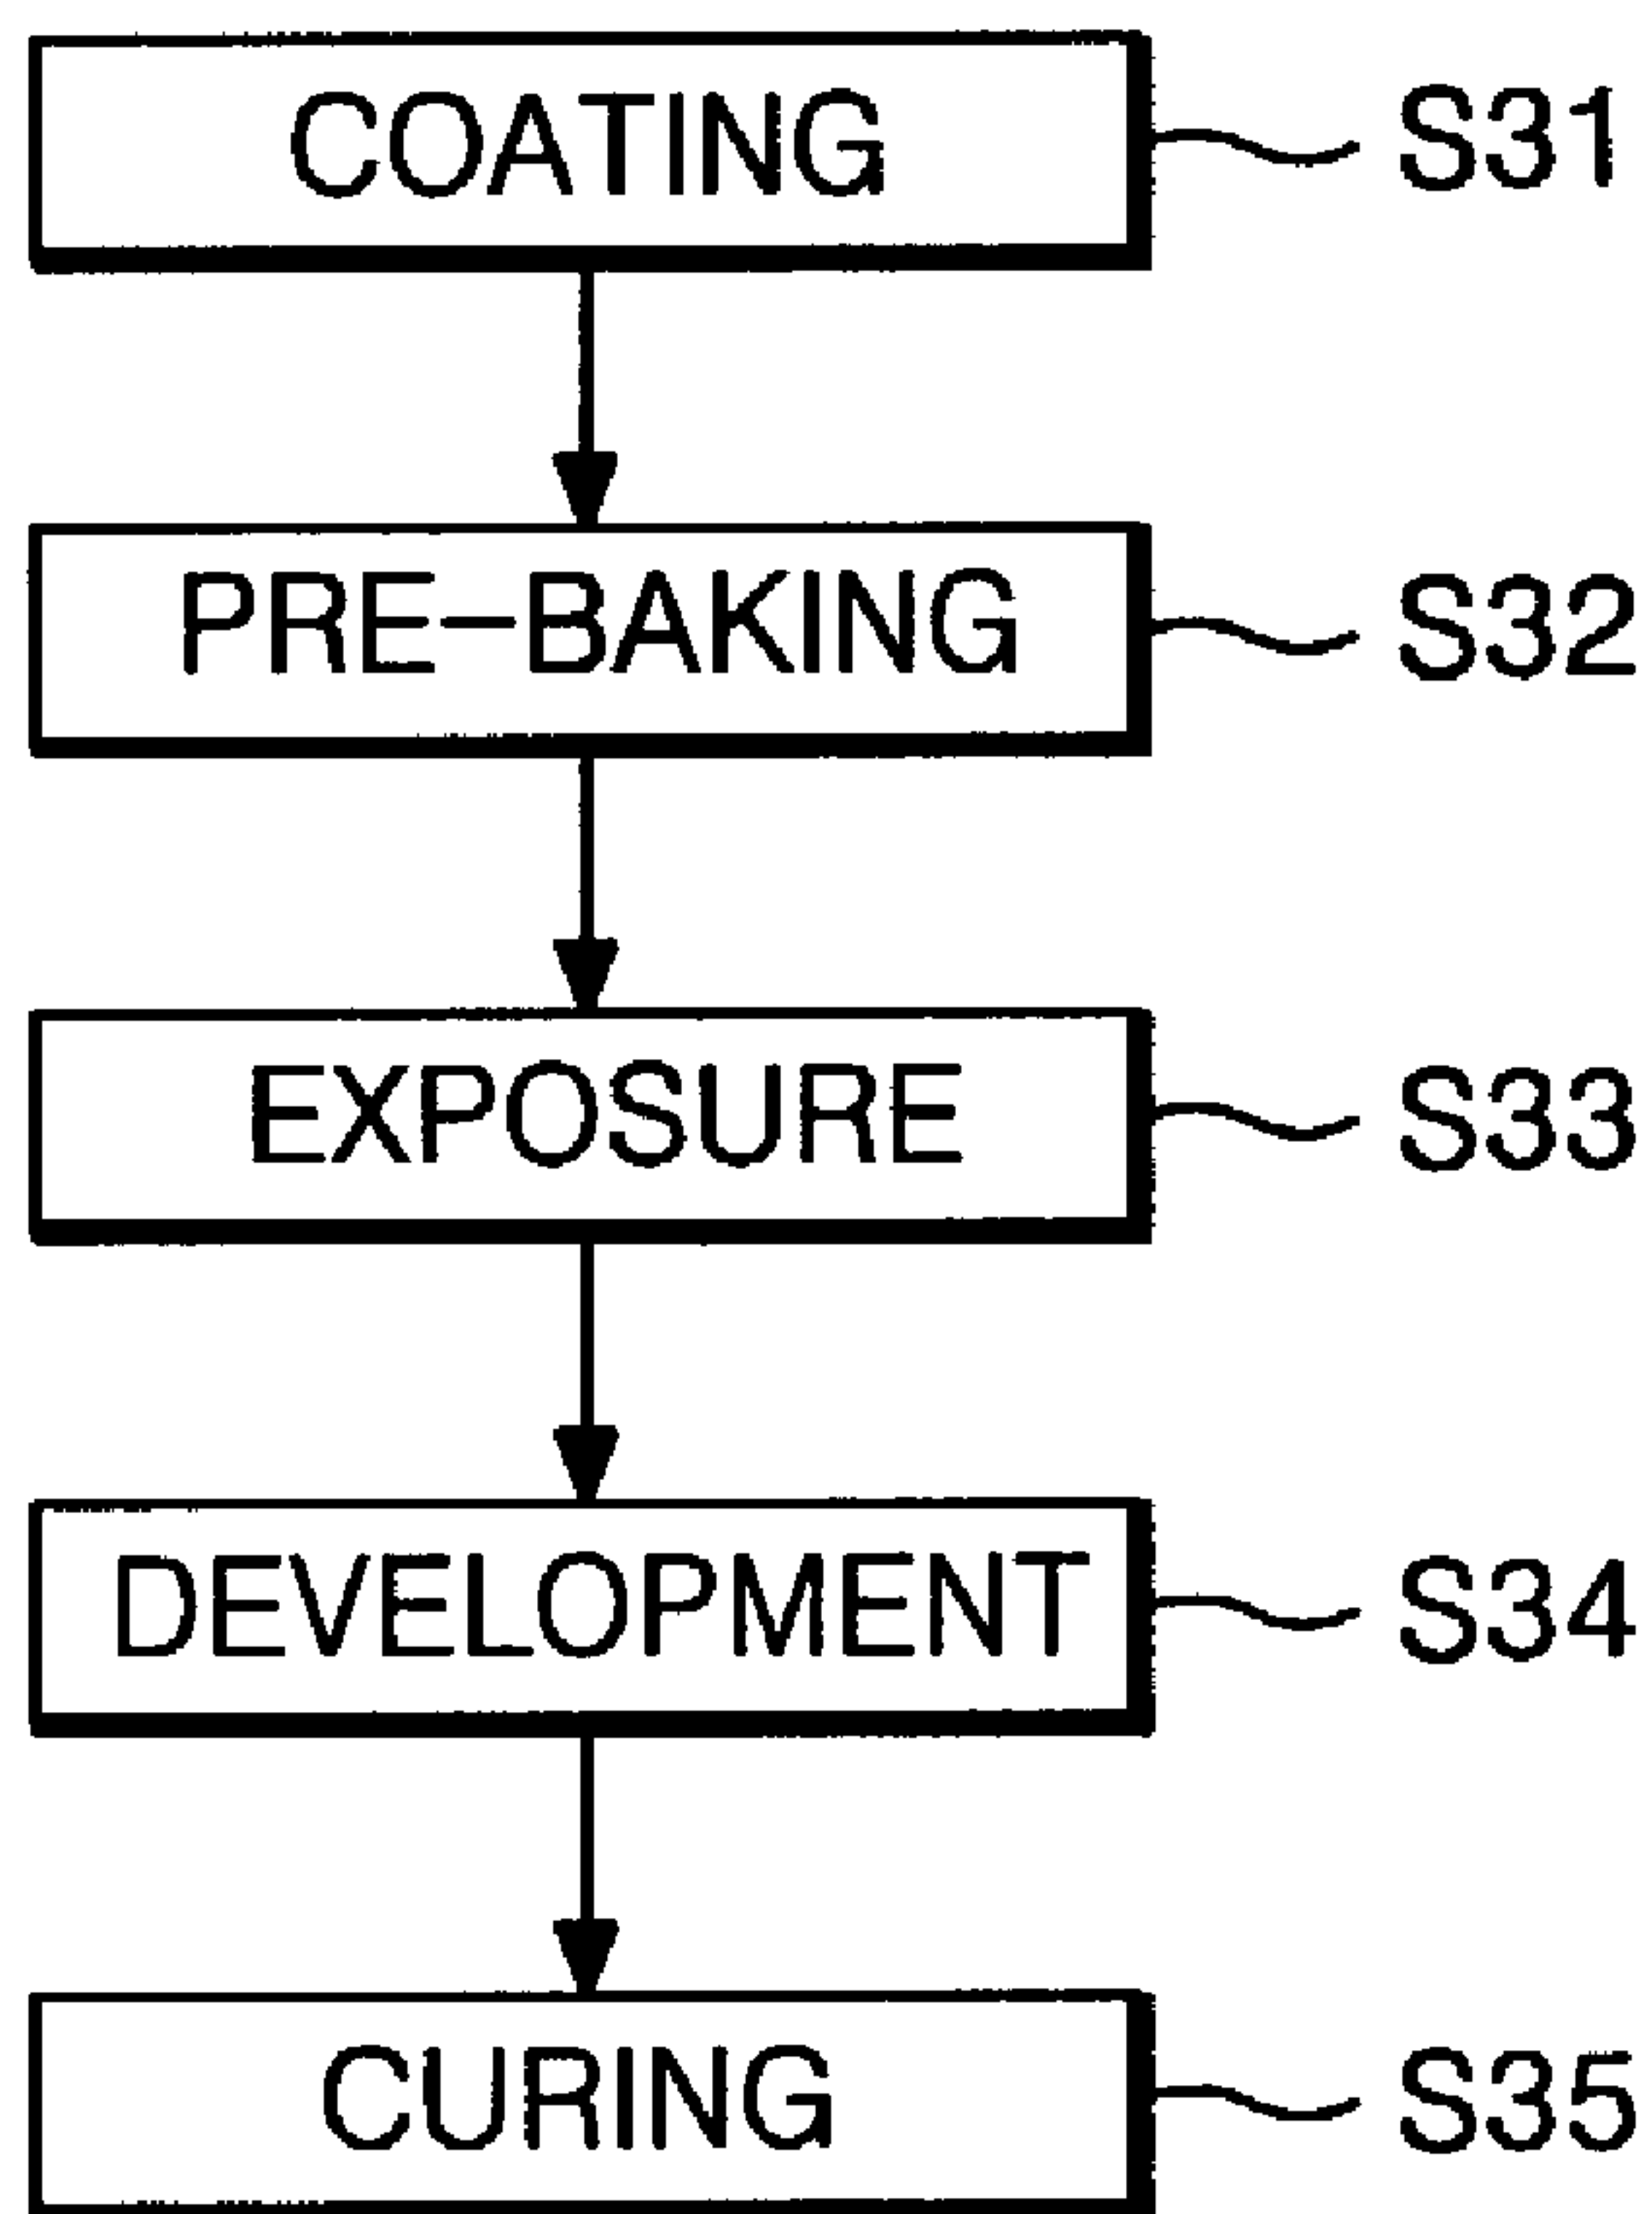 COATING S31
PRE-BAKING S32
EXPOSURE S33
DEVELOPMENT S34
CURING S35